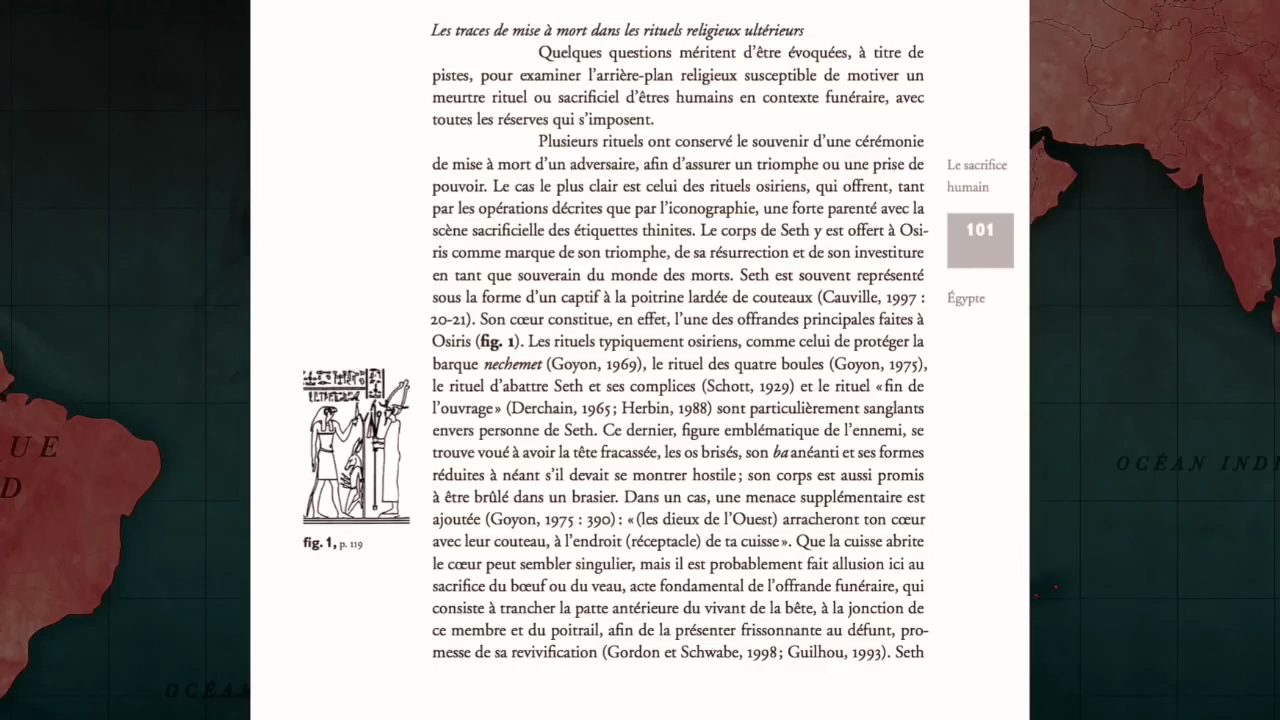 Les traces de mise à mort dans les rituels religieux ultérieurs
Quelques questions méritent d'être évoquées, à titre de
pistes, pour examiner l'arrière-plan religieux susceptible de motiver un
meurtre rituel ou sacrificiel d'êtres humains en contexte funéraire, avec
toutes les réserves qui s'imposent.
Plusieurs rituels ont conservé le souvenir d'une cérémonie
de mise à mort d'un adversaire, afin d'assurer un triomphe ou une prise de
pouvoir. Le cas le plus clair est celui des rituels osiriens, qui offrent, tant
par les opérations décrites que par l'iconographie, une forte parenté avec la
scène sacrificielle des étiquettes thinites. Le corps de Seth y est offert à Osi-
ris comme marque de son triomphe, de sa résurrection et de son investiture
en tant que souverain du monde des morts. Seth est souvent représenté
sous la forme d'un captif à la poitrine lardée de couteaux (Cauville, 1997 :
20-21). Son cœur constitue, en effet, l'une des offrandes principales faites à
Osiris (fig. 1). Les rituels typiquement osiriens, comme celui de protéger la
barque nechemet (Goyon, 1969), le rituel des quatre boules (Goyon, 1975),
le rituel d'abattre Seth et ses complices (Schott, 1929) et le rituel «fin de
l'ouvrage» (Derchain, 1965; Herbin, 1988) sont particulièrement sanglants
envers personne de Seth. Ce dernier, figure emblématique de l'ennemi, se
trouve voué à avoir la tête fracassée, les os brisés, son ba anéanti et ses formes
réduites à néant s'il devait se montrer hostile; son corps est aussi promis
à être brûlé dans un brasier. Dans un cas, une menace supplémentaire est
ajoutée (Goyon, 1975 : 390) : «(les dieux de l'Ouest) arracheront ton cœur
avec leur couteau, à l'endroit (réceptacle) de ta cuisse». Que la cuisse abrite
le cœur peut sembler singulier, mais il est probablement fait allusion ici au
sacrifice du bœuf ou du veau, acte fondamental de l'offrande funéraire, qui
consiste à trancher la patte antérieure du vivant de la bête, à la jonction de
ce membre et du poitrail, afin de la présenter frissonnante au défunt, pro-
messe de sa revivification (Gordon et Schwabe, 1998; Guilhou, 1993). Seth
Le sacrifice
humain
101
Égypte
fig. 1, p. 119
UE
D
OCÉAN INDI
OCÉA